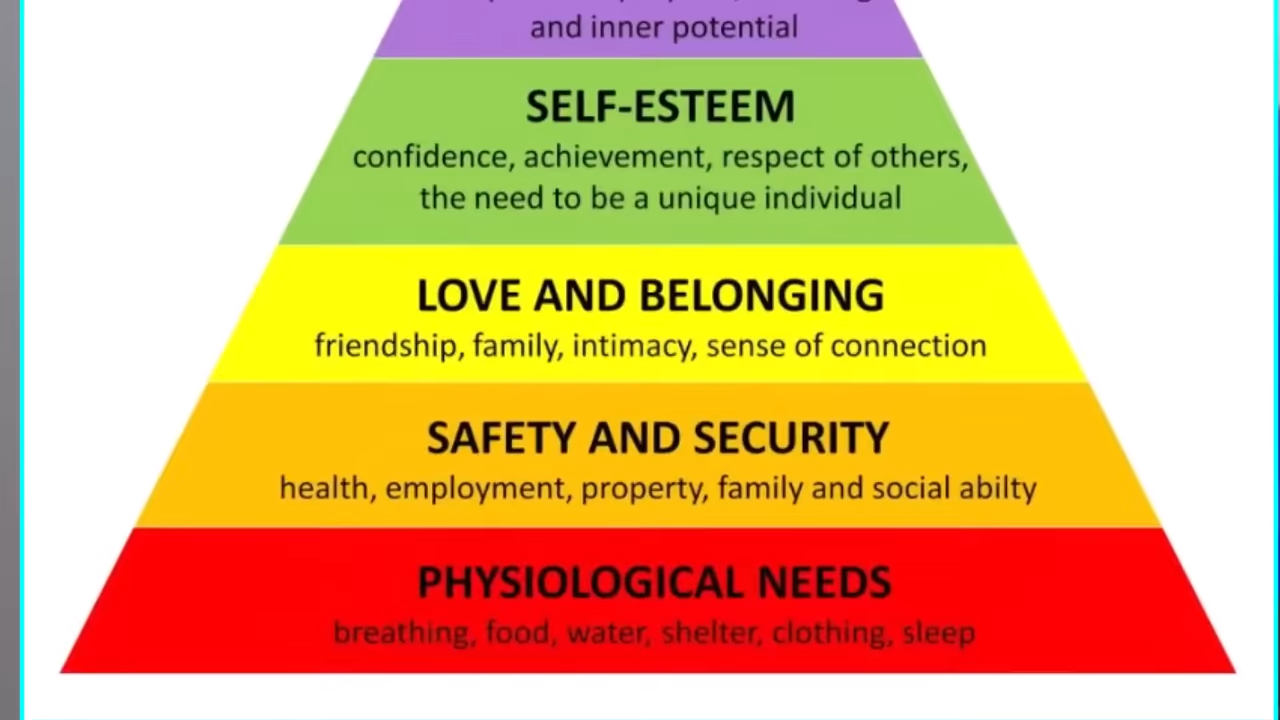 and inner potential
SELF-ESTEEM
confidence, achievement, respect of others,
the need to be a unique individual
LOVE AND BELONGING
friendship, family, intimacy, sense of connection
SAFETY AND SECURITY
health, employment, property, family and social abilty
PHYSIOLOGICAL NEEDS
breathing, food, water, shelter, clothing, sleep